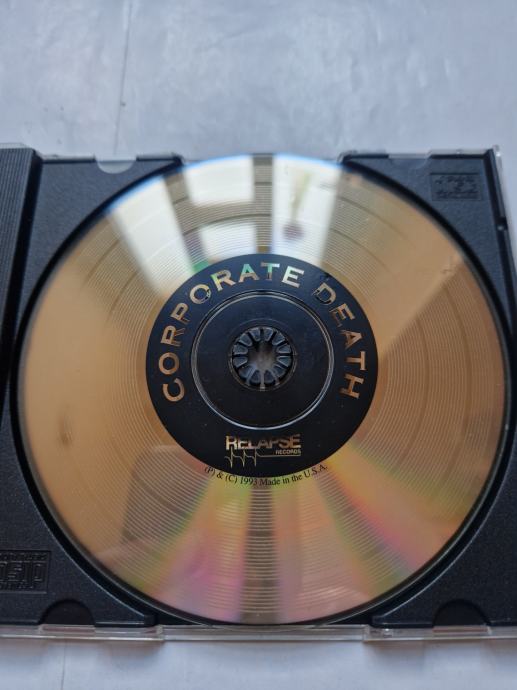 CORPORATE DEATH
RELAPSE
RECORDS
(P) & (C) 1993 Made in the U.S.A.